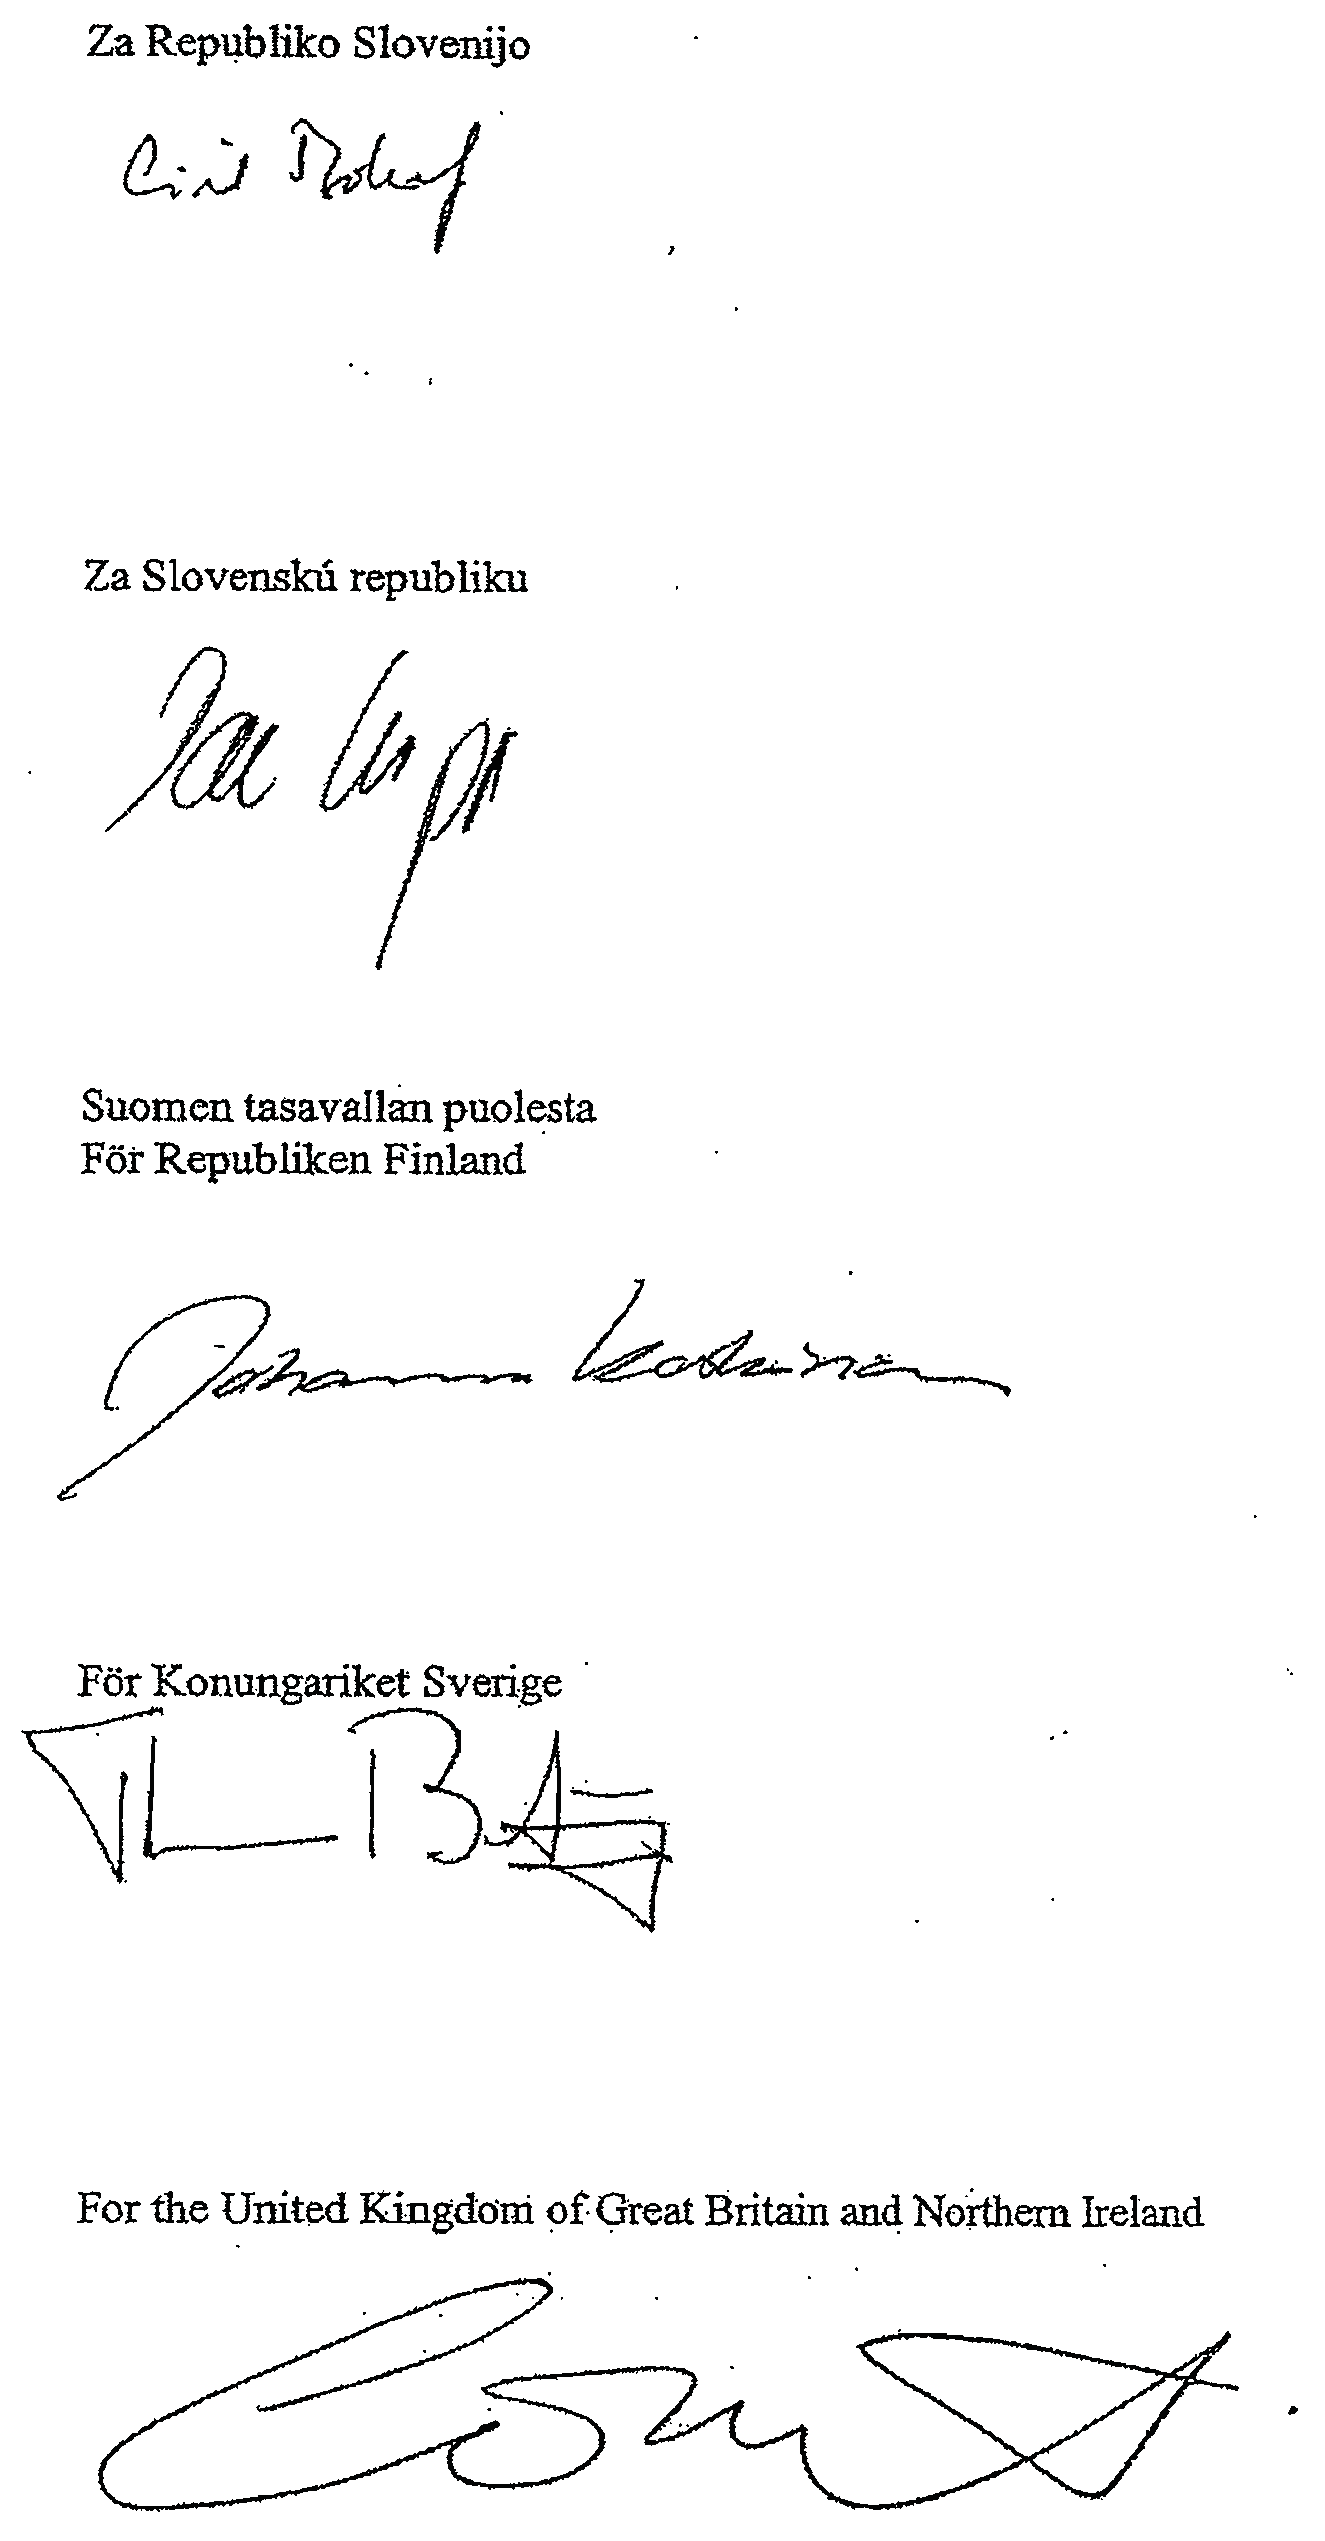 Za Republiko Slovenijo
Za Slovenskú republiku
Suomen tasavallan puolesta
För Republiken Finland
Johanna
För Konungariket Sverige
For the United Kingdom of Great Britain and Northern Ireland